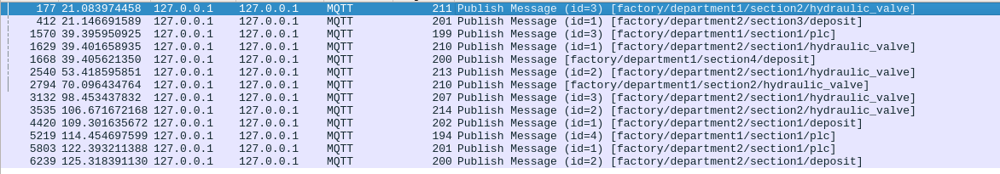 177 21.083974458 127.0.0.1 127.0.0.1 MQTT 211 Publish Message (id=3) [factory/department1/section2/hydraulic_valve]
412 21.146691589 127.0.0.1 127.0.0.1 MQTT 201 Publish Message (id=1) [factory/department2/section3/deposit]
1570 39.395950925 127.0.0.1 127.0.0.1 MQTT 199 Publish Message (id=3) [factory/department1/section1/plc]
1629 39.401658935 127.0.0.1 127.0.0.1 MQTT 210 Publish Message (id=1) [factory/department2/section1/hydraulic_valve]
1668 39.405621350 127.0.0.1 127.0.0.1 MQTT 200 Publish Message [factory/department1/section4/deposit]
2540 53.418595851 127.0.0.1 127.0.0.1 MQTT 213 Publish Message (id=2) [factory/department1/section1/hydraulic_valve]
2794 70.096434764 127.0.0.1 127.0.0.1 MQTT 210 Publish Message [factory/department1/section2/hydraulic_valve]
3132 98.453437832 127.0.0.1 127.0.0.1 MQTT 207 Publish Message (id=3) [factory/department2/section1/hydraulic_valve]
3535 106.671672168 127.0.0.1 127.0.0.1 MQTT 214 Publish Message (id=2) [factory/department2/section2/hydraulic_valve]
4420 109.301635672 127.0.0.1 127.0.0.1 MQTT 202 Publish Message (id=1) [factory/department2/section1/deposit]
5219 114.454697599 127.0.0.1 127.0.0.1 MQTT 194 Publish Message (id=4) [factory/department1/section1/plc]
5803 122.393211388 127.0.0.1 127.0.0.1 MQTT 201 Publish Message (id=1) [factory/department2/section1/plc]
6239 125.318391130 127.0.0.1 127.0.0.1 MQTT 200 Publish Message (id=2) [factory/department2/section1/deposit]